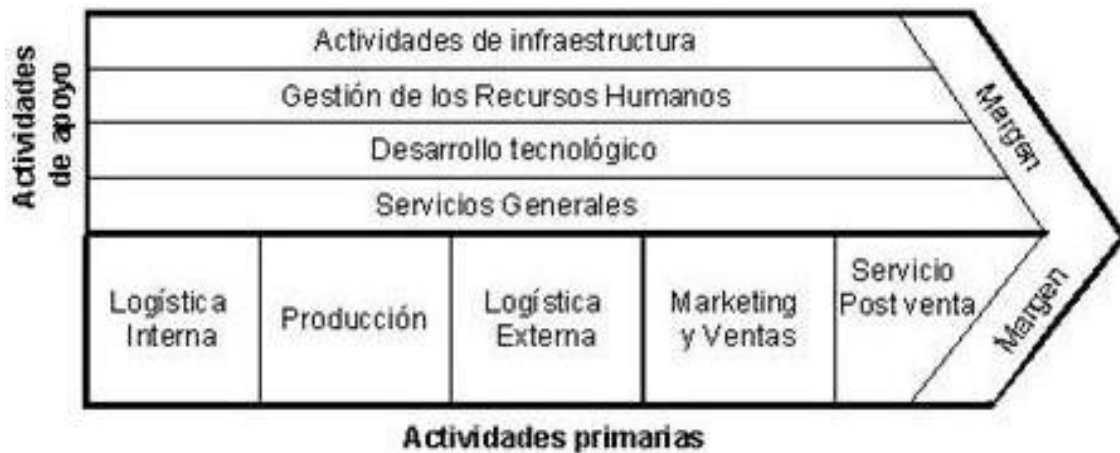 Actividades
de apoyo
Actividades de infraestructura
Gestión de los Recursos Humanos
Desarrollo tecnológico
Servicios Generales
Margen
Logística
Interna
Producción
Logística
Externa
Marketing
y Ventas
Servicio
Post venta
Margen
Actividades primarias